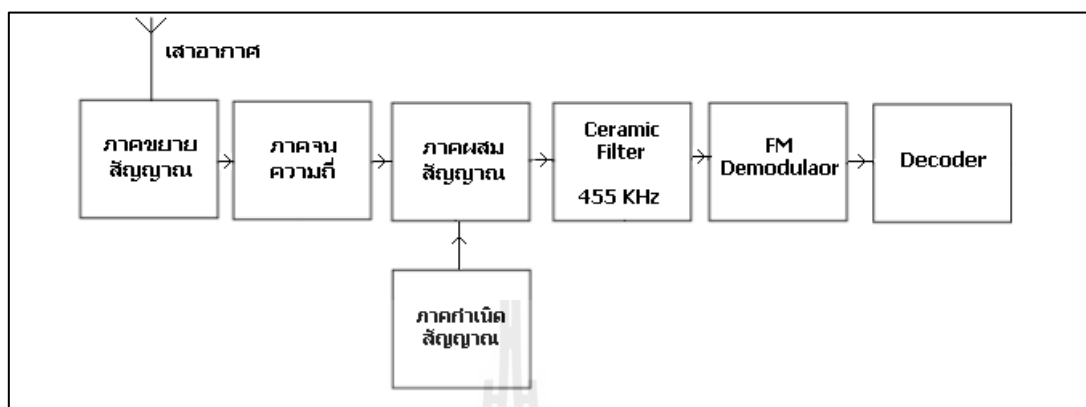 เสาอากาศ
ภาคขยาย
สัญญาณ
ภาคจน
ความถี่
ภาคผสม
สัญญาณ
Ceramic
Filter
455 KHz
FM
Demodulaor
Decoder
ภาคกำเนิด
สัญญาณ